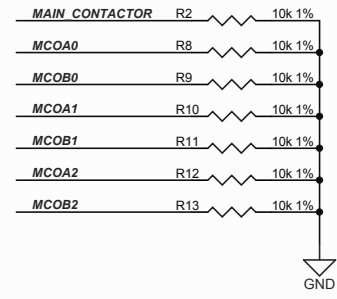 MAIN_CONTACTOR R2 10k 1%
MCOA0 R8 10k 1%
MCOB0 R9 10k 1%
MCOA1 R10 10k 1%
MCOB1 R11 10k 1%
MCOA2 R12 10k 1%
MCOB2 R13 10k 1%
GND